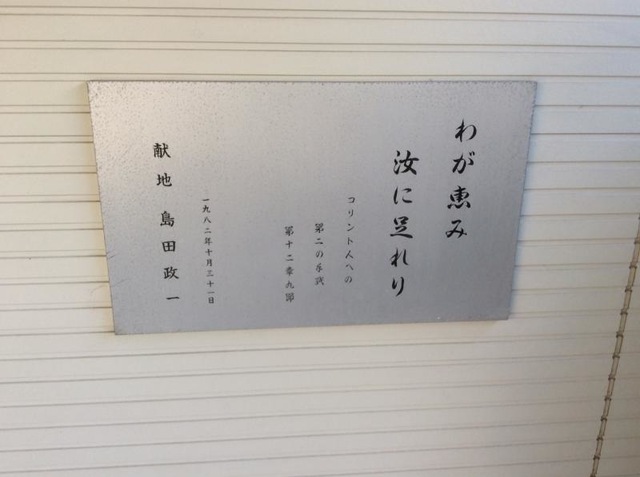 わが恵み
汝に足れり
コリント人への
第二の手紙
第十二章九節
一九八二年十月三十一日
献地 島田政一